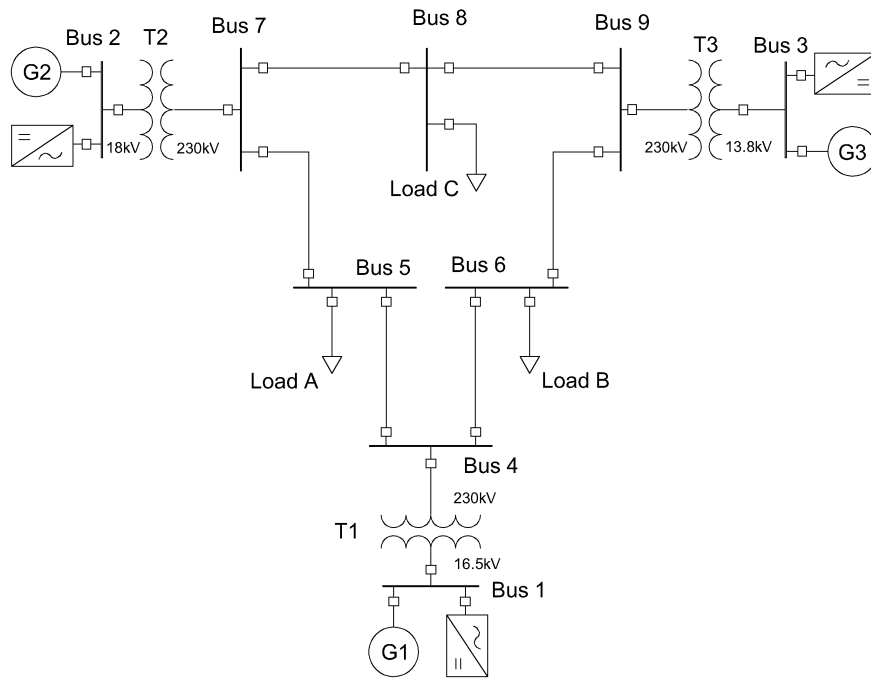 Bus 2
T2
Bus 7
Bus 8
Bus 9
T3
Bus 3
G2
18kV
230kV
230kV
13.8kV
G3
Load C
Bus 5
Bus 6
Load A
Load B
Bus 4
230kV
T1
16.5kV
Bus 1
G1